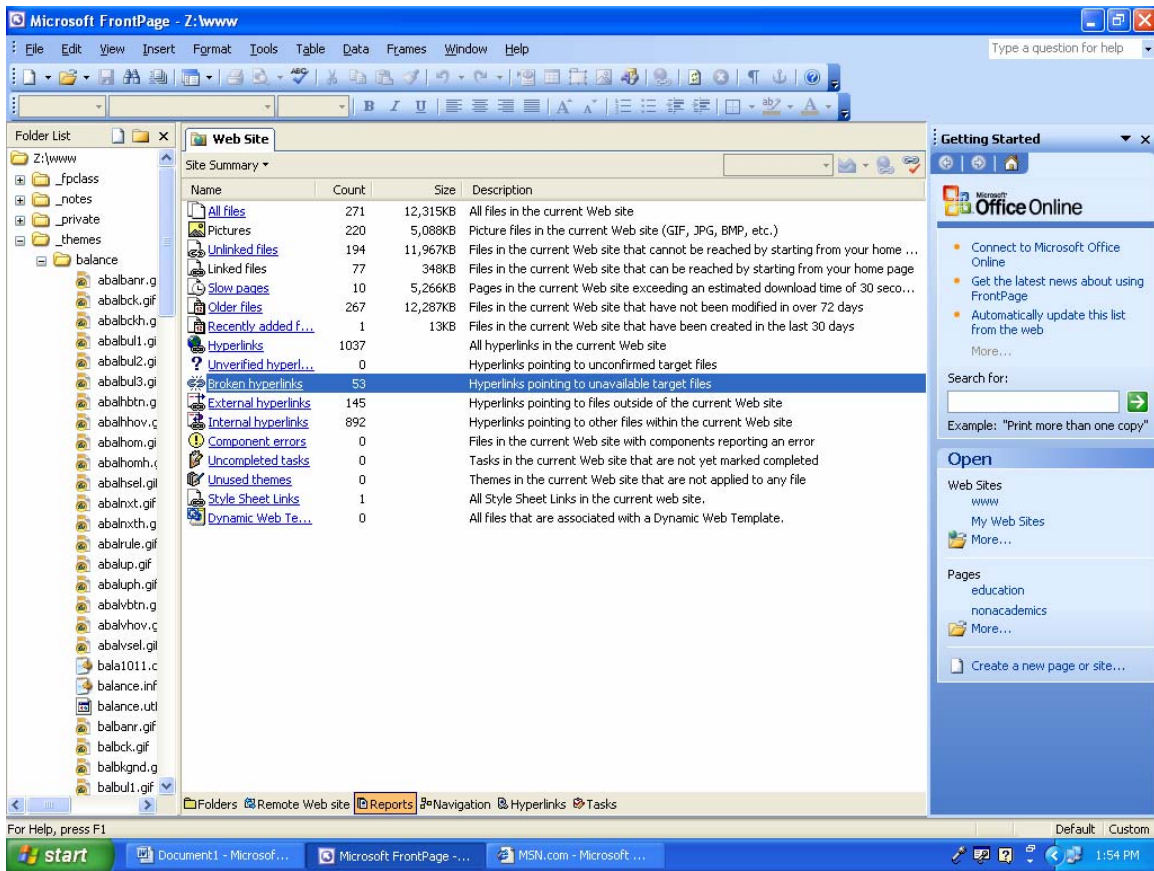 Microsoft FrontPage - Z:\www
File Edit View Insert Format Tools Table Data Frames Window Help
Type a question for help
Folder List
Z:\www
_fpclass
_notes
_private
_themes
balance
abalbanr.g
abalbck.gif
abalbckh.g
abalbul1.gi
abalbul2.gi
abalbul3.gi
abalhbtn.g
abalhhov.g
abalhom.gi
abalhomh.g
abalhsel.gif
abalnxt.gif
abalnxth.g
abalrule.gif
abalup.gif
abaluph.gif
abalvbtn.g
abalvhov.g
abalvsel.gif
bala1011.c
balance.inf
balance.utl
balbanr.gif
balbck.gif
balbkgnd.g
balbul1.gif
Web Site
Site Summary
Name Count Size Description
All files 271 12,315KB All files in the current Web site
Pictures 220 5,088KB Picture files in the current Web site (GIF, JPG, BMP, etc.)
Unlinked files 194 11,967KB Files in the current Web site that cannot be reached by starting from your home ...
Linked files 77 348KB Files in the current Web site that can be reached by starting from your home page
Slow pages 10 5,266KB Pages in the current Web site exceeding an estimated download time of 30 seco...
Older files 267 12,287KB Files in the current Web site that have not been modified in over 72 days
Recently added f... 1 13KB Files in the current Web site that have been created in the last 30 days
Hyperlinks 1037 All hyperlinks in the current Web site
Unverified hyperl... 0 Hyperlinks pointing to unconfirmed target files
Broken hyperlinks 53 Hyperlinks pointing to unavailable target files
External hyperlinks 145 Hyperlinks pointing to files outside of the current Web site
Internal hyperlinks 892 Hyperlinks pointing to other files within the current Web site
Component errors 0 Files in the current Web site with components reporting an error
Uncompleted tasks 0 Tasks in the current Web site that are not yet marked completed
Unused themes 0 Themes in the current Web site that are not applied to any file
Style Sheet Links 1 All Style Sheet Links in the current web site.
Dynamic Web Te... 0 All files that are associated with a Dynamic Web Template.
Folders Remote Web site Reports Navigation Hyperlinks Tasks
Getting Started
Microsoft
Office Online
Connect to Microsoft Office
Online
Get the latest news about using
FrontPage
Automatically update this list
from the web
More...
Search for:
Example: "Print more than one copy"
Open
Web Sites
www
My Web Sites
More...
Pages
education
nonacademics
More...
Create a new page or site...
For Help, press F1
Default Custom
start
Document1 - Microsof...
Microsoft FrontPage -...
MSN.com - Microsoft ...
1:54 PM